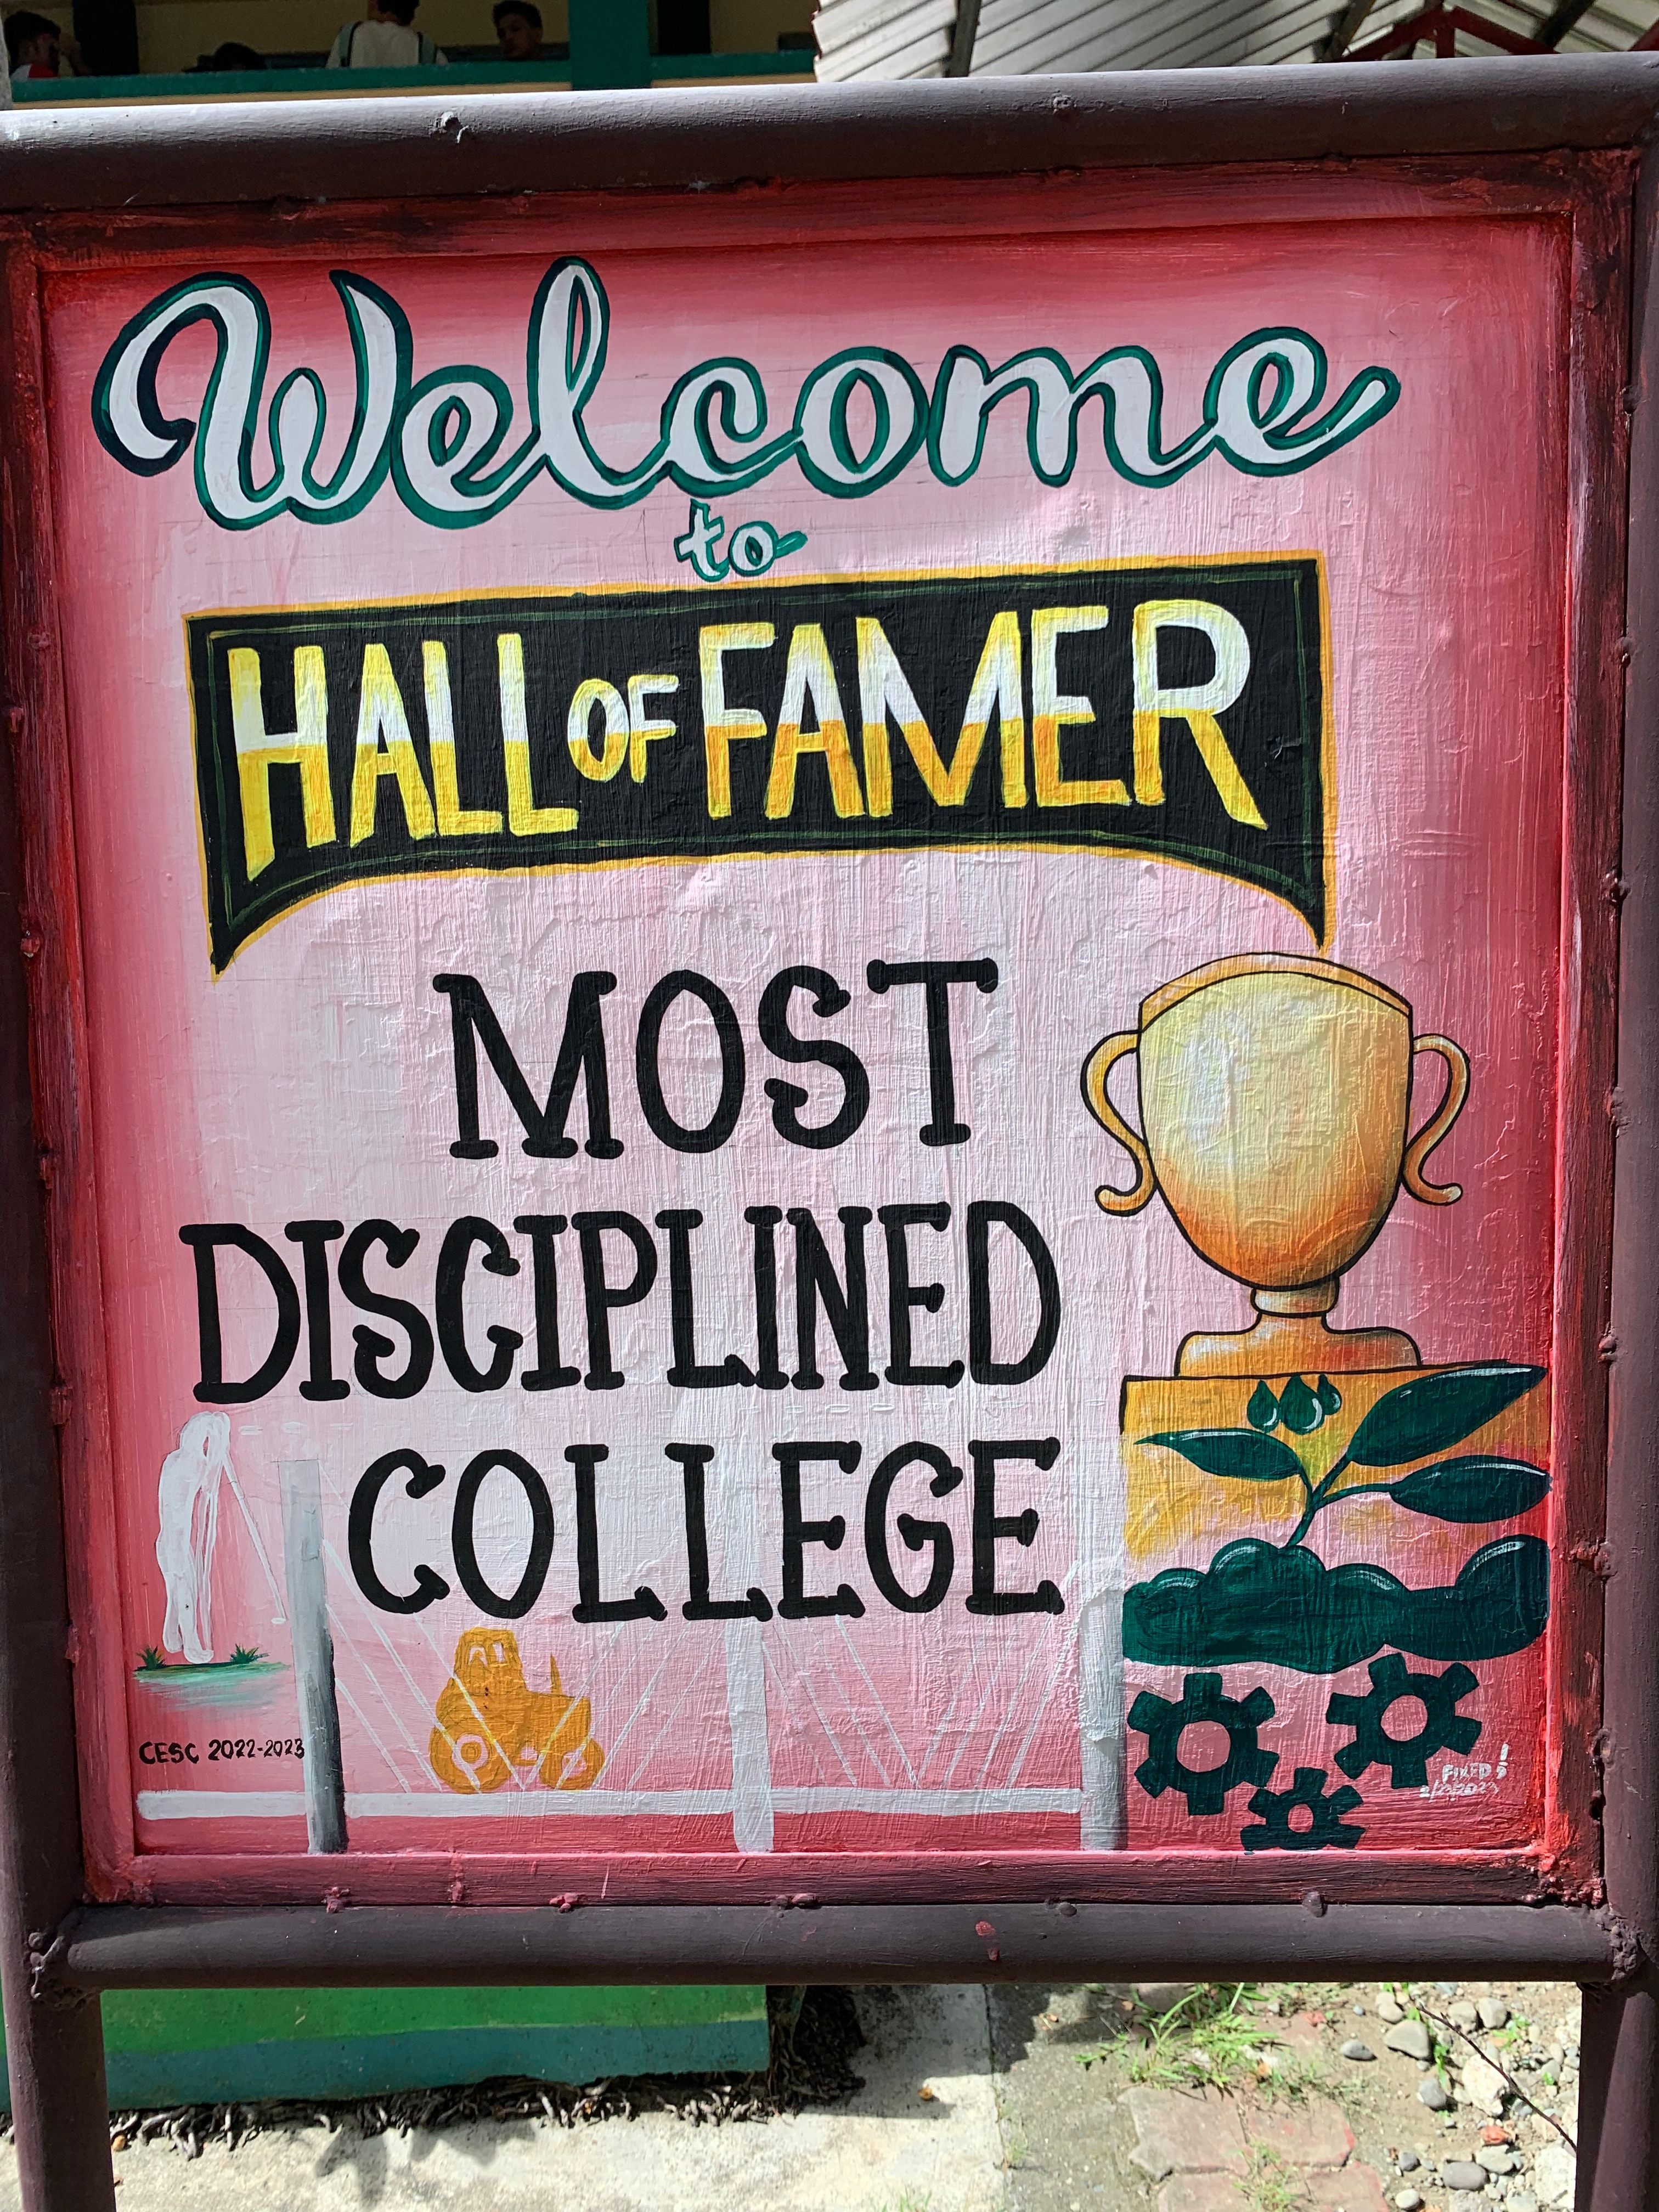 Welcome
to
HALL OF FAMER
MOST
DISCIPLINED
COLLEGE
CESC 2022-2023